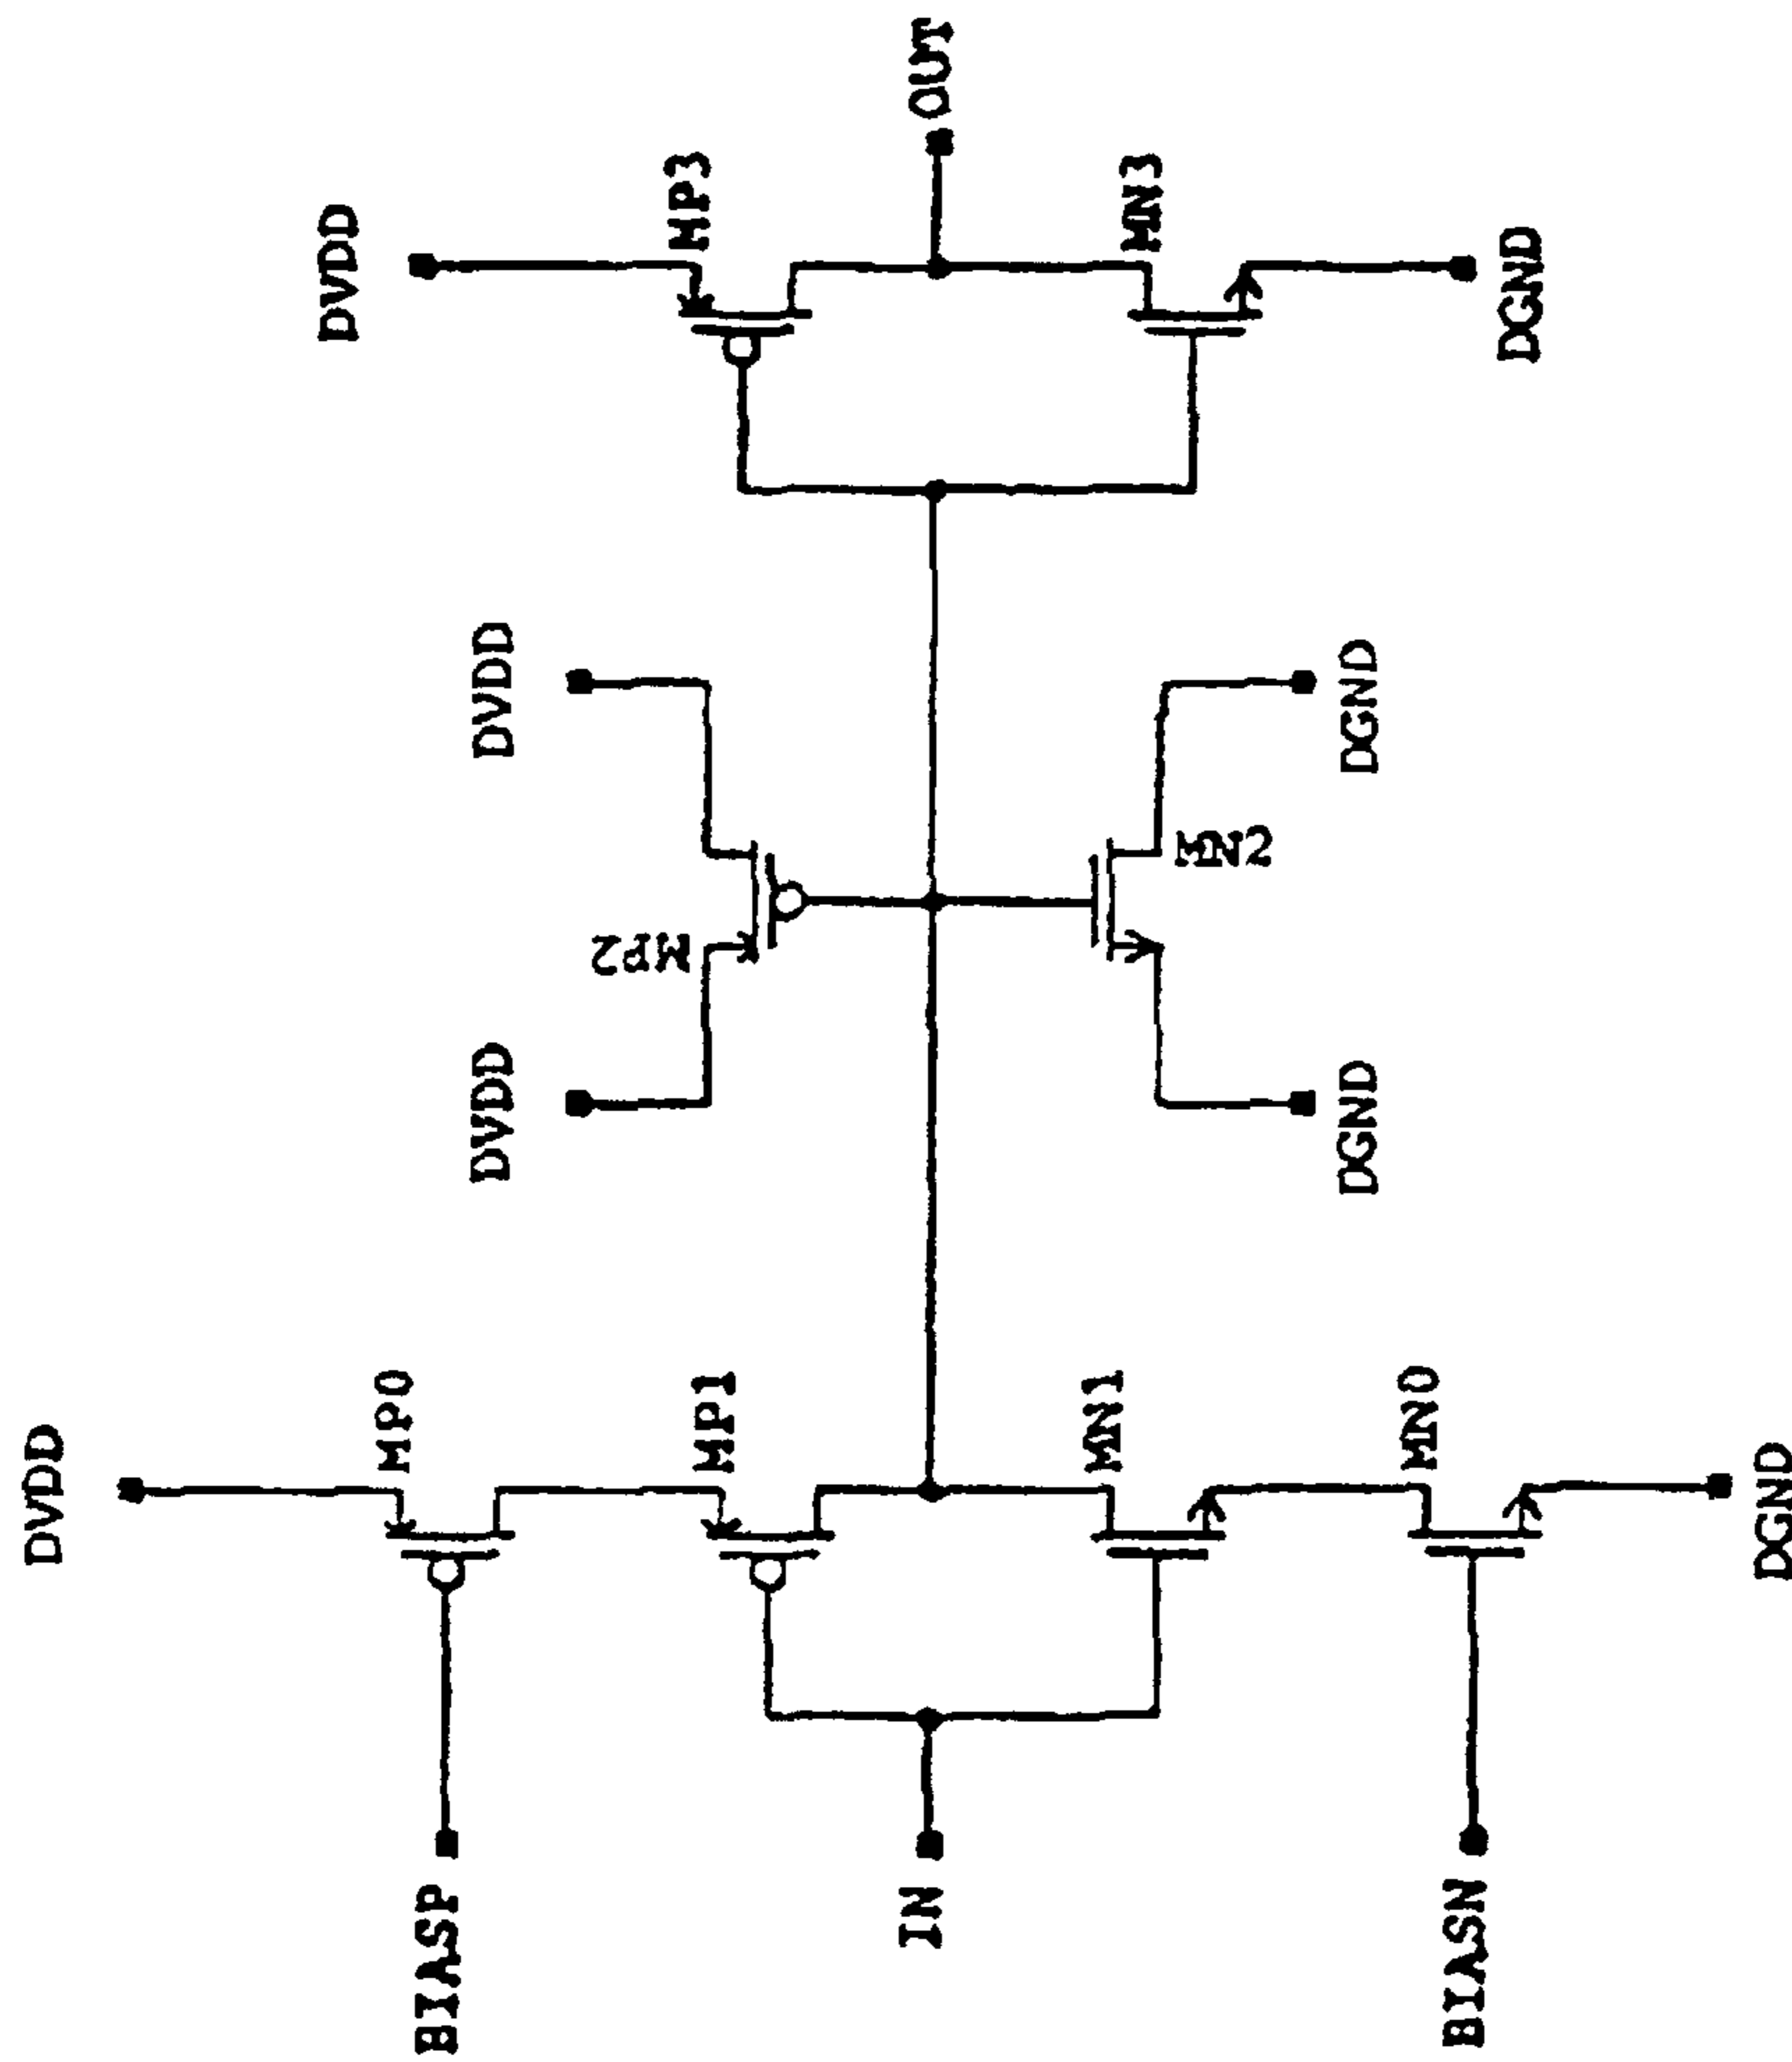 DVDD
MP0
BIASP
MP1
IN
MN1
MN0
BIASN
DGND
DVDD
DVDD
MP2
MN2
DGND
DGND
DVDD
MP3
OUT
MN3
DGND